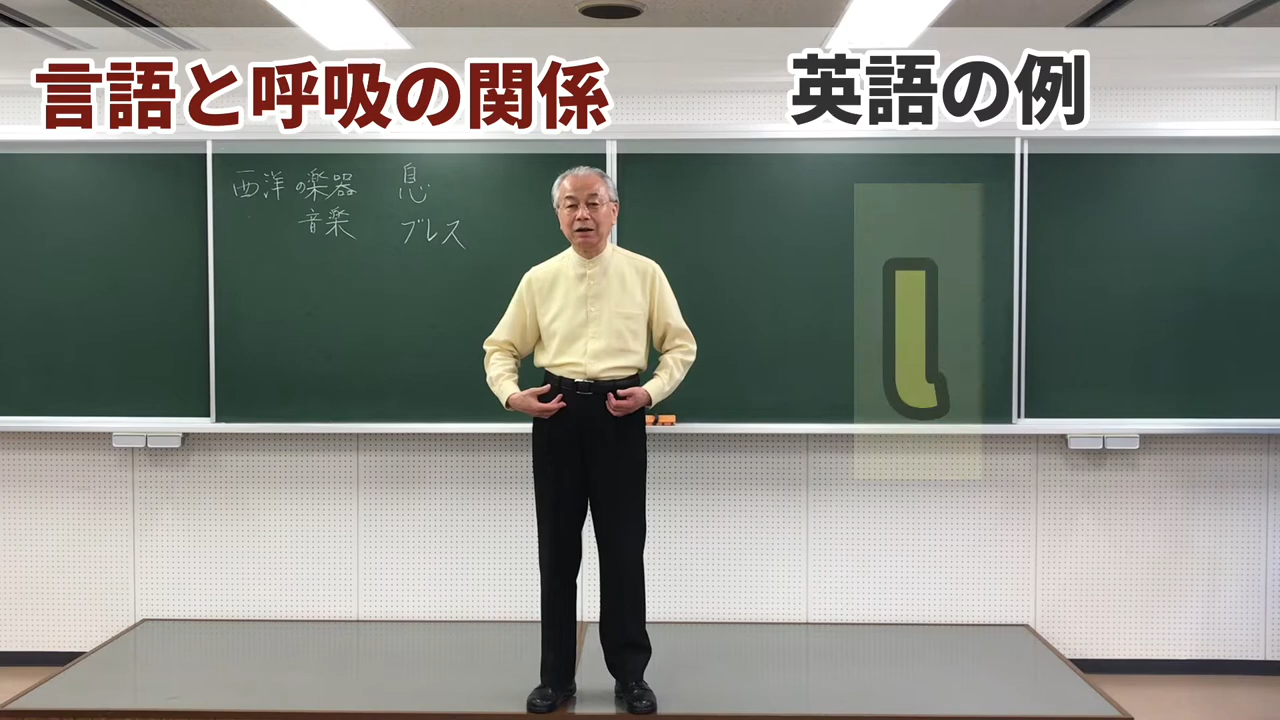 言語と呼吸の関係
英語の例
西洋の楽器 息
音楽 ブレス